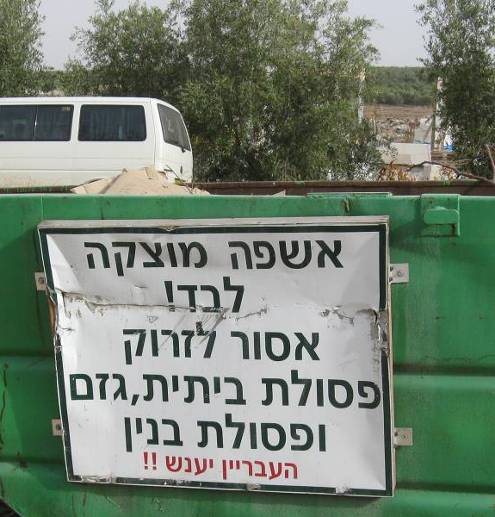 אשפה מוצקה
לבד!
אסור לזרוק
פסולת ביתית,גזם
ופסולת בנין
העבריין יענש !!